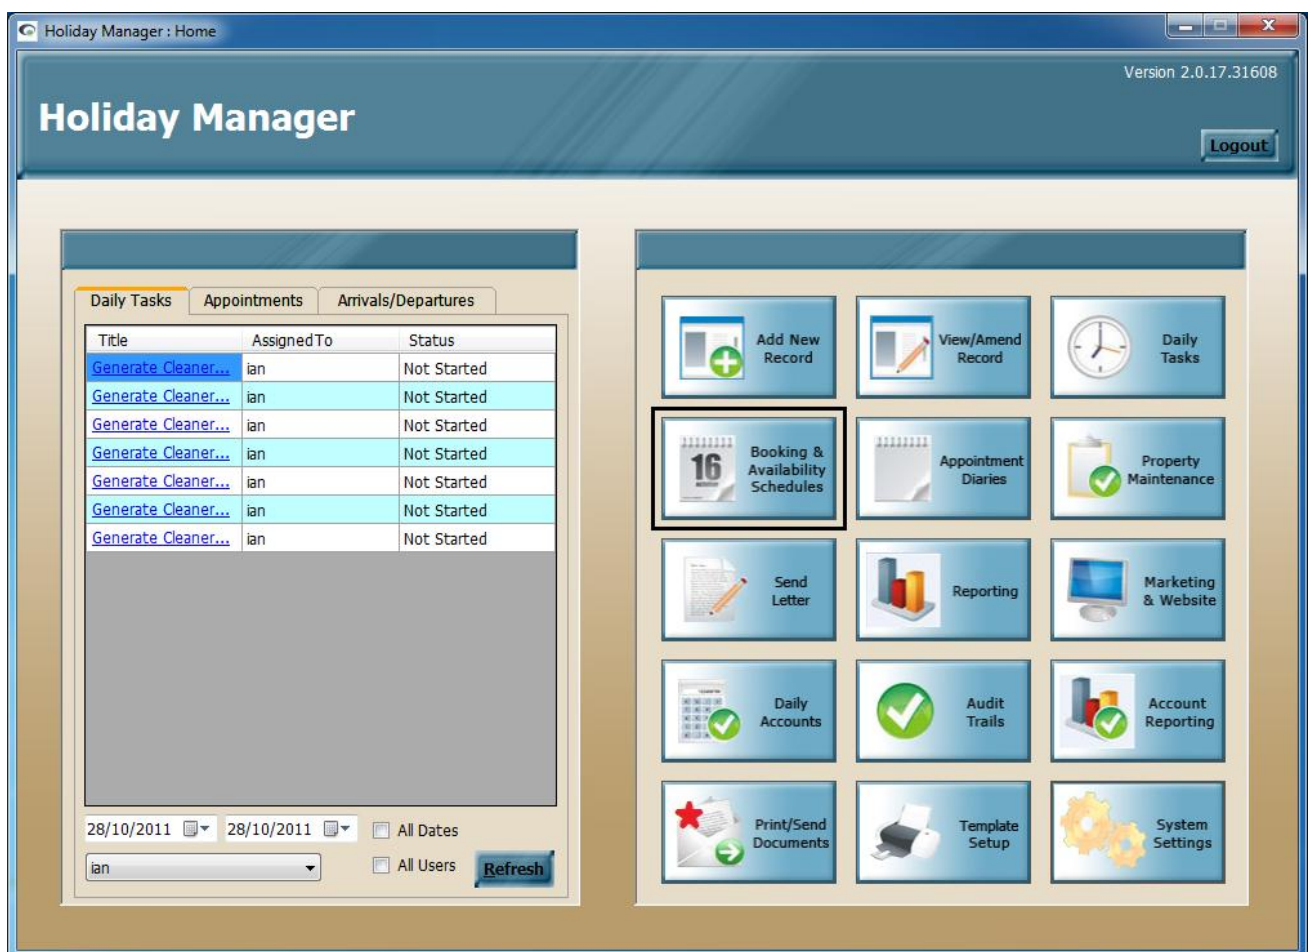 Holiday Manager : Home
Version 2.0.17.31608
Holiday Manager
Logout
Daily Tasks
Appointments
Arrivals/Departures
Title
AssignedTo
Status
Generate Cleaner...
ian
Not Started
Generate Cleaner...
ian
Not Started
Generate Cleaner...
ian
Not Started
Generate Cleaner...
ian
Not Started
Generate Cleaner...
ian
Not Started
Generate Cleaner...
ian
Not Started
Generate Cleaner...
ian
Not Started
28/10/2011
28/10/2011
All Dates
ian
All Users
Refresh
Add New
Record
View/Amend
Record
Daily
Tasks
16
Booking &
Availability
Schedules
Appointment
Diaries
Property
Maintenance
Send
Letter
Reporting
Marketing
& Website
Daily
Accounts
Audit
Trails
Account
Reporting
Print/Send
Documents
Template
Setup
System
Settings